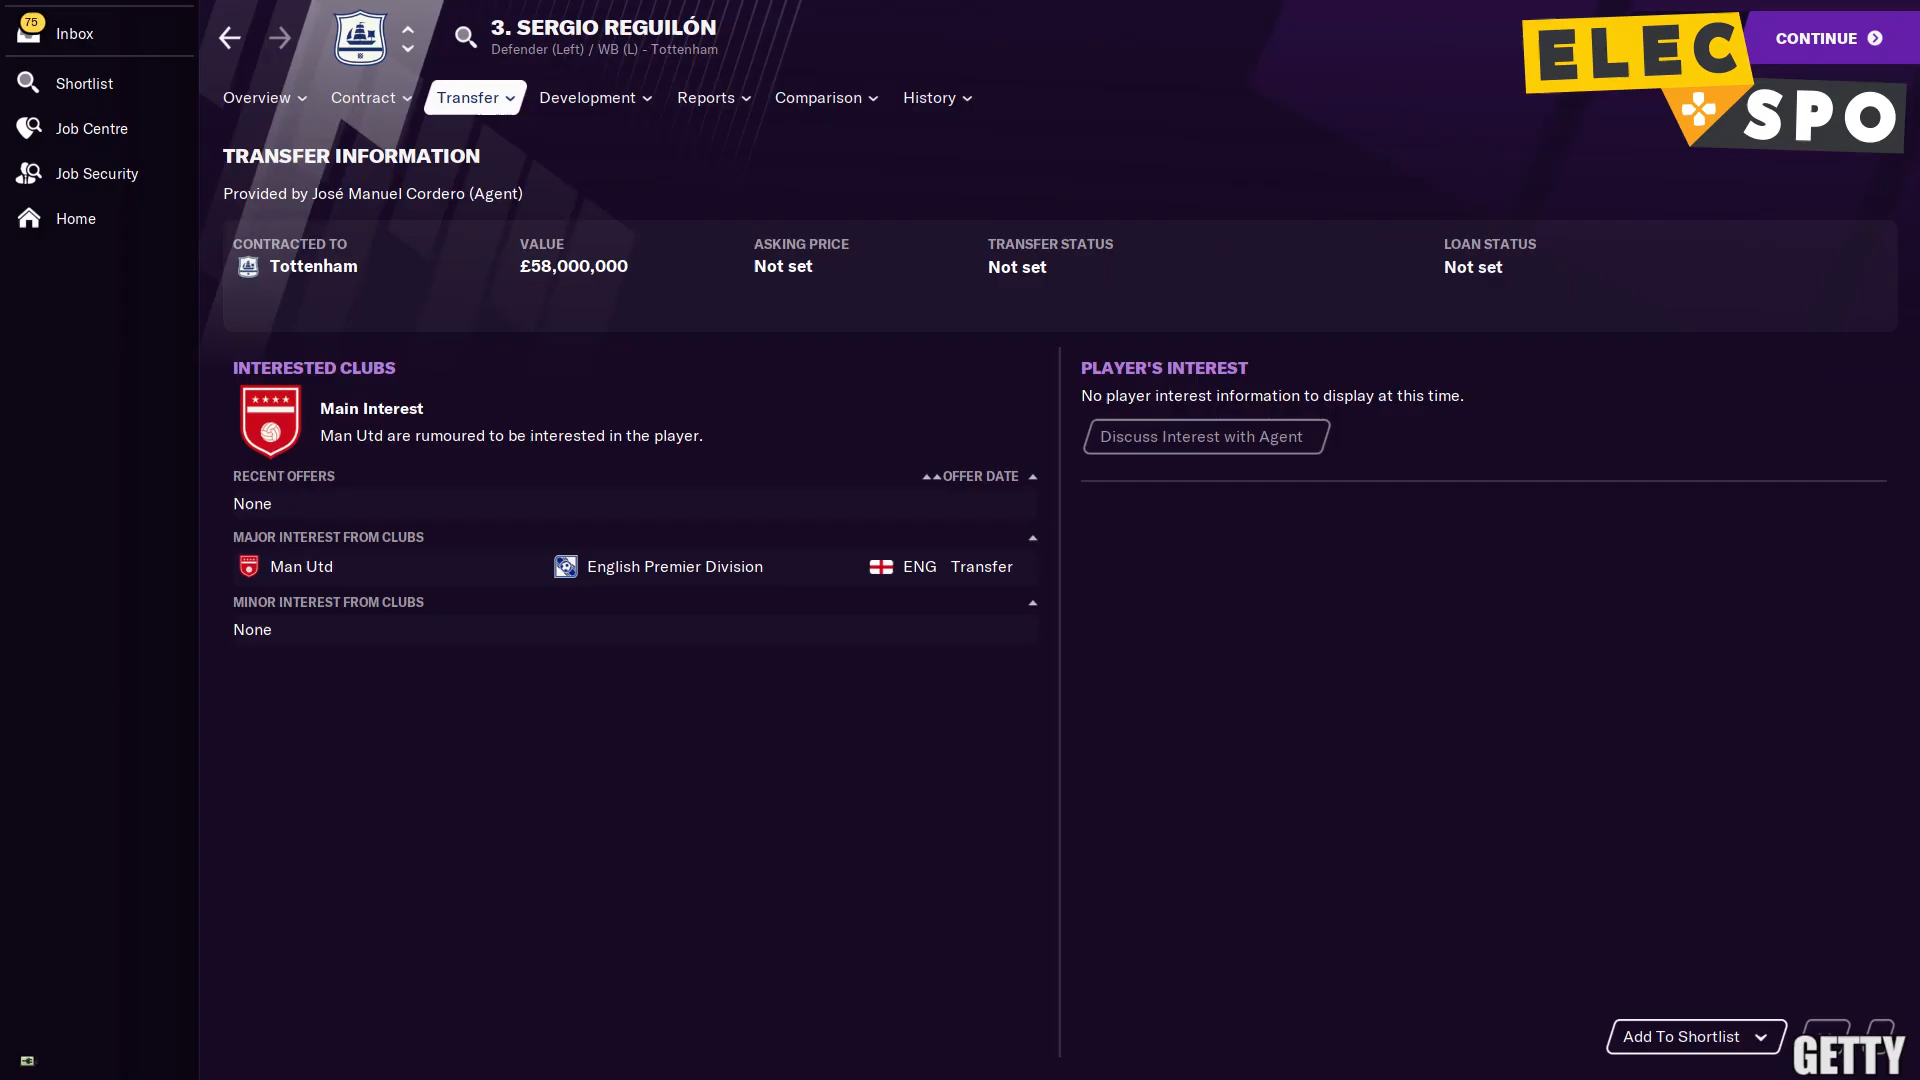 75
Inbox
Shortlist
Job Centre
Job Security
Home
3. SERGIO REGUILÓN
Defender (Left) / WB (L) - Tottenham
ELEC
SPO
CONTINUE
Overview
Contract
Transfer
Development
Reports
Comparison
History
TRANSFER INFORMATION
Provided by José Manuel Cordero (Agent)
CONTRACTED TO
Tottenham
VALUE
£58,000,000
ASKING PRICE
Not set
TRANSFER STATUS
Not set
LOAN STATUS
Not set
INTERESTED CLUBS
Main Interest
Man Utd are rumoured to be interested in the player.
RECENT OFFERS
OFFER DATE
None
MAJOR INTEREST FROM CLUBS
Man Utd
English Premier Division
ENG
Transfer
MINOR INTEREST FROM CLUBS
None
PLAYER'S INTEREST
No player interest information to display at this time.
Discuss Interest with Agent
Add To Shortlist
GETTY